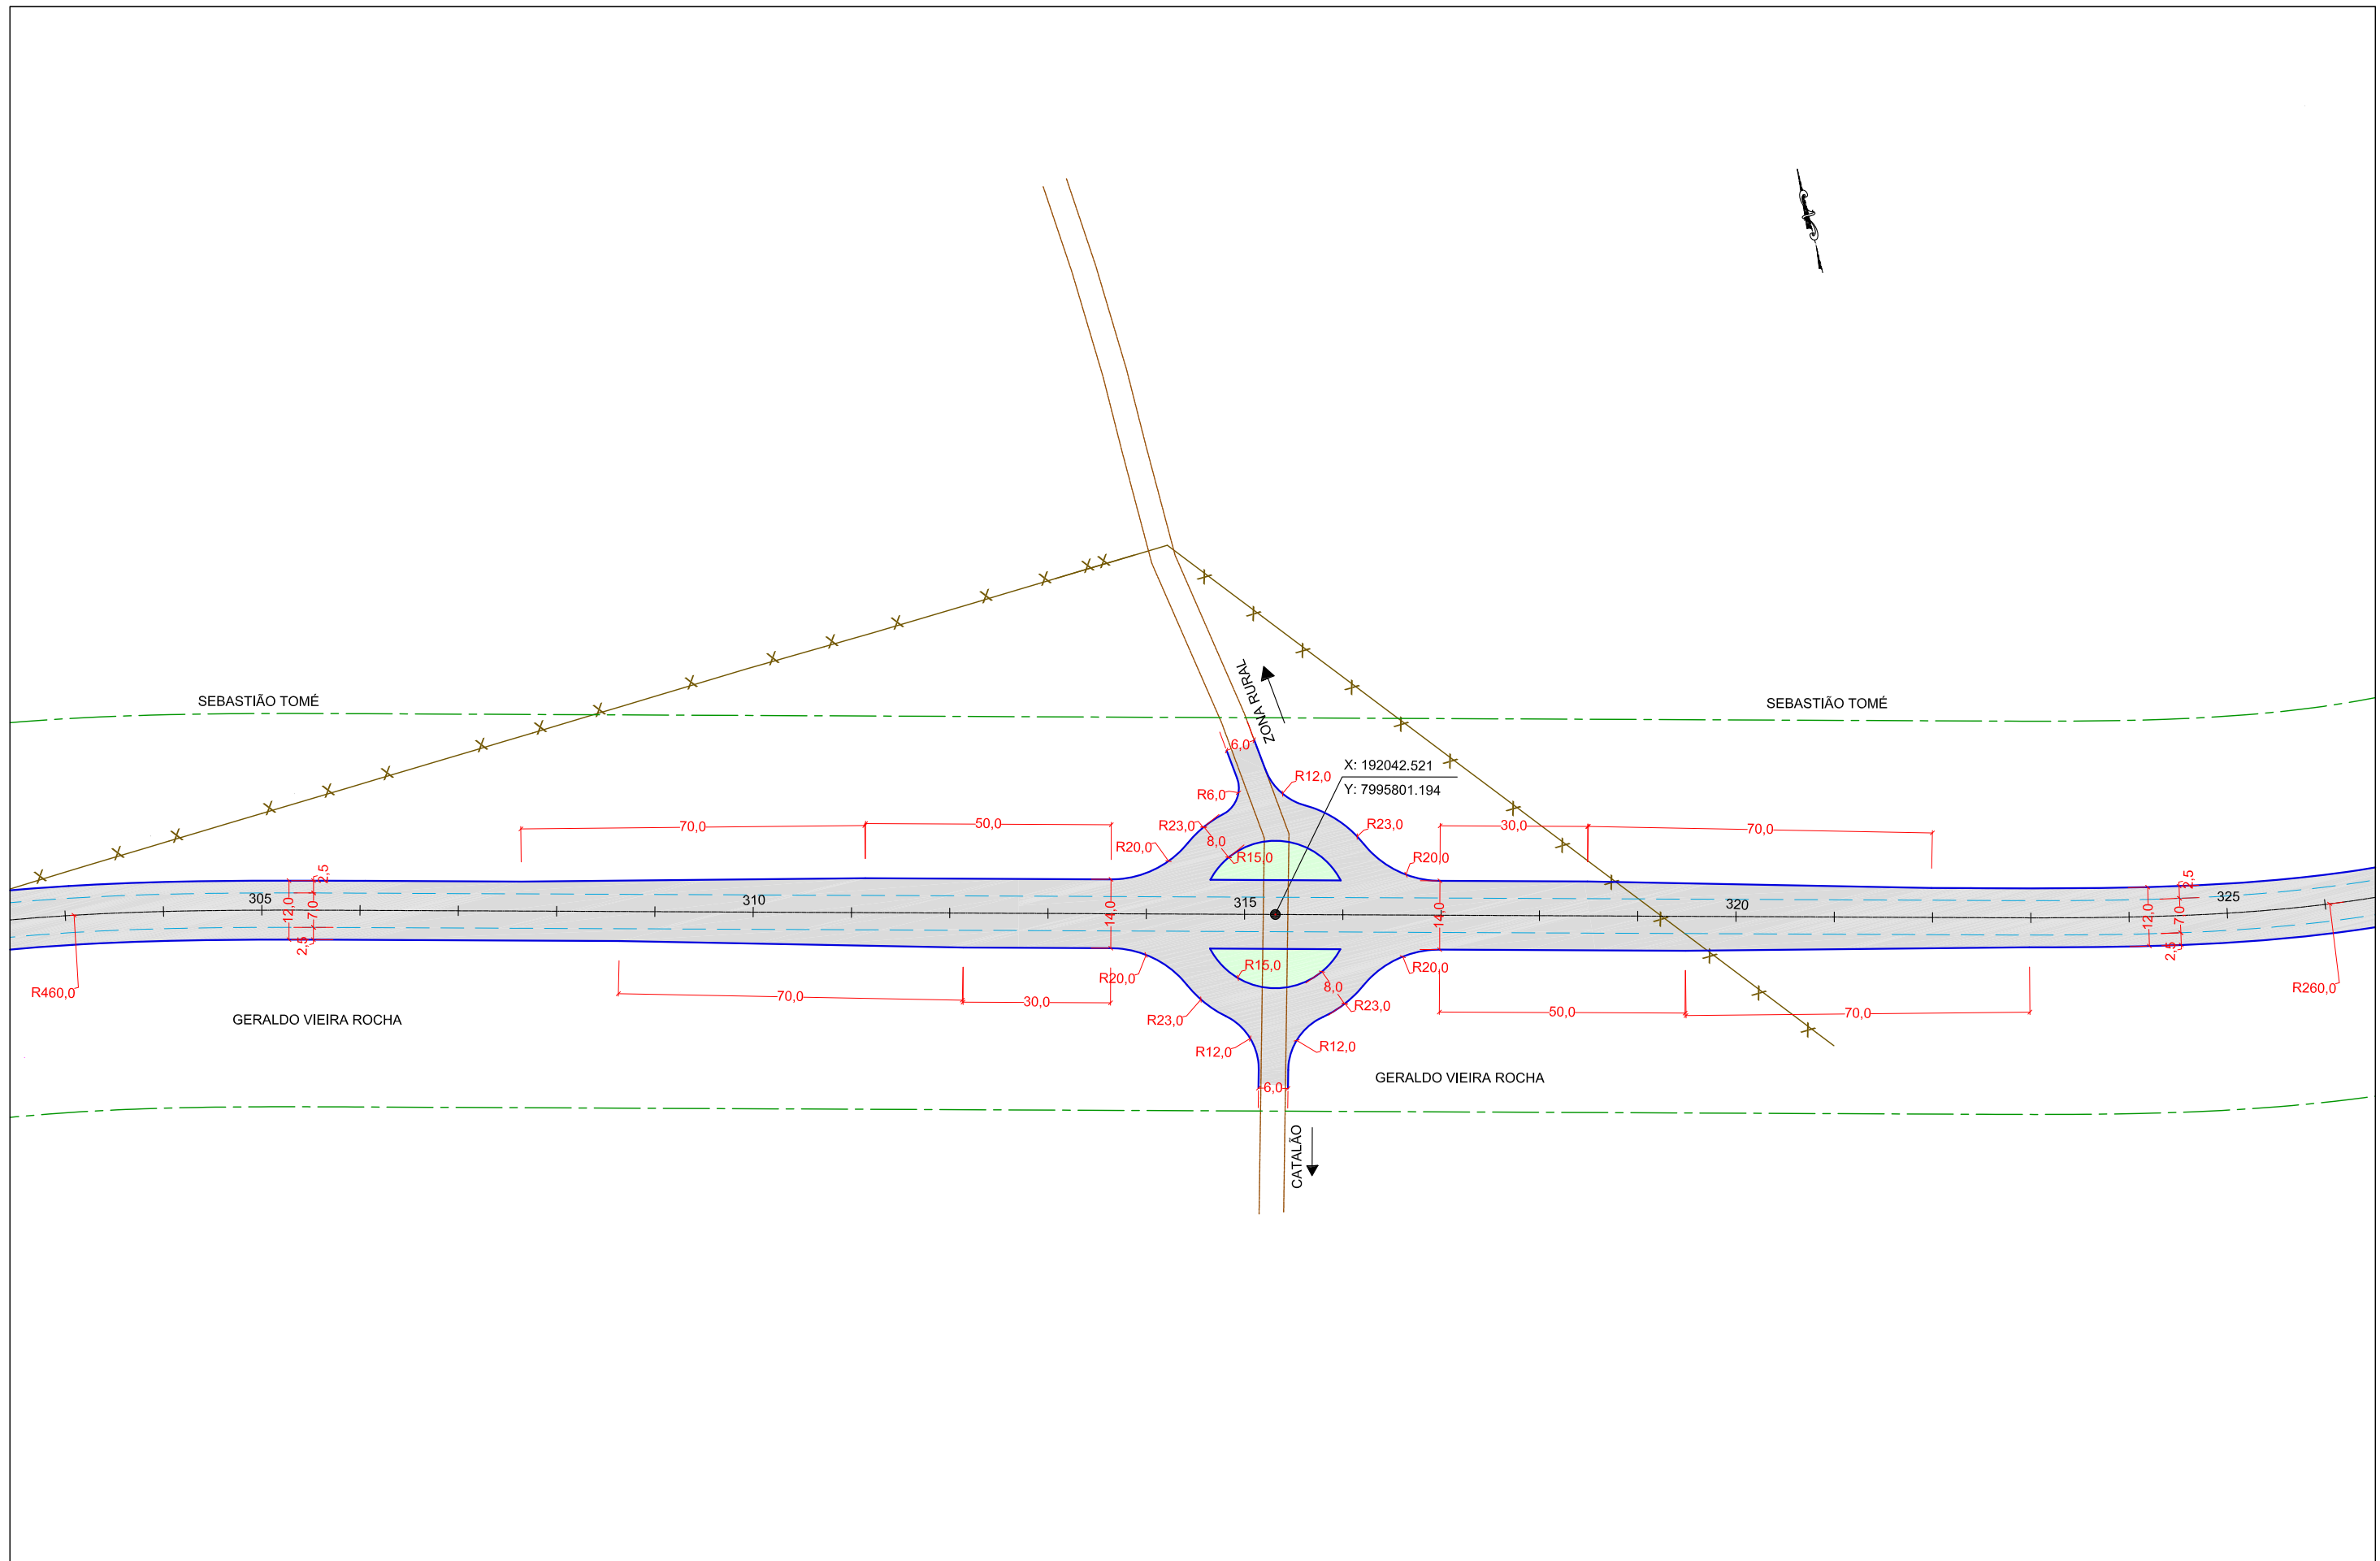 ZONA RURAL
SEBASTIÃO TOMÉ
SEBASTIÃO TOMÉ
6,0
X: 192042.521
Y: 7995801.194
R12,0
R6,0
R23,0
R23,0
70,0
50,0
30,0
70,0
8,0
R20,0
R15,0
R20,0
2,5
2,5
305
310
315
320
325
12,0
7,0
14,0
14,0
12,0
7,0
2,5
2,5
R460,0
R20,0
R15,0
R20,0
R260,0
8,0
70,0
30,0
R23,0
R23,0
50,0
70,0
GERALDO VIEIRA ROCHA
R12,0
R12,0
GERALDO VIEIRA ROCHA
6,0
CATALÃO